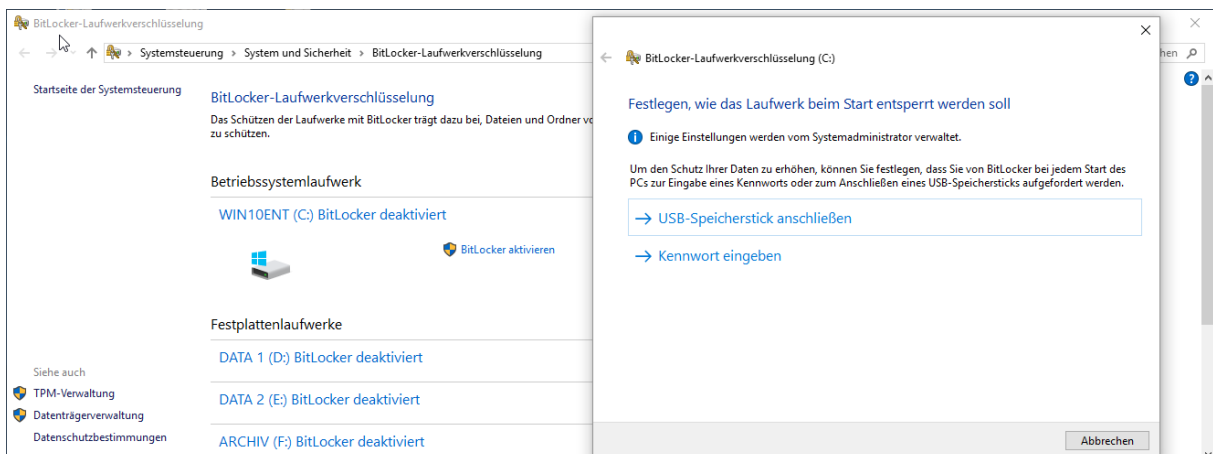 BitLocker-Laufwerkverschlüsselung
Systemsteuerung > System und Sicherheit > BitLocker-Laufwerkverschlüsselung
Startseite der Systemsteuerung
BitLocker-Laufwerkverschlüsselung
Das Schützen der Laufwerke mit BitLocker trägt dazu bei, Dateien und Ordner
zu schützen.
Betriebssystemlaufwerk
WIN10ENT (C:) BitLocker deaktiviert
BitLocker aktivieren
Festplattenlaufwerke
DATA 1 (D:) BitLocker deaktiviert
DATA 2 (E:) BitLocker deaktiviert
ARCHIV (F:) BitLocker deaktiviert
Siehe auch
TPM-Verwaltung
Datenträgerverwaltung
Datenschutzbestimmungen
BitLocker-Laufwerkverschlüsselung (C:)
Festlegen, wie das Laufwerk beim Start entsperrt werden soll
Einige Einstellungen werden vom Systemadministrator verwaltet.
Um den Schutz Ihrer Daten zu erhöhen, können Sie festlegen, dass Sie von BitLocker bei jedem Start des
PCs zur Eingabe eines Kennworts oder zum Anschließen eines USB-Speichersticks aufgefordert werden.
→ USB-Speicherstick anschließen
→ Kennwort eingeben
Abbrechen